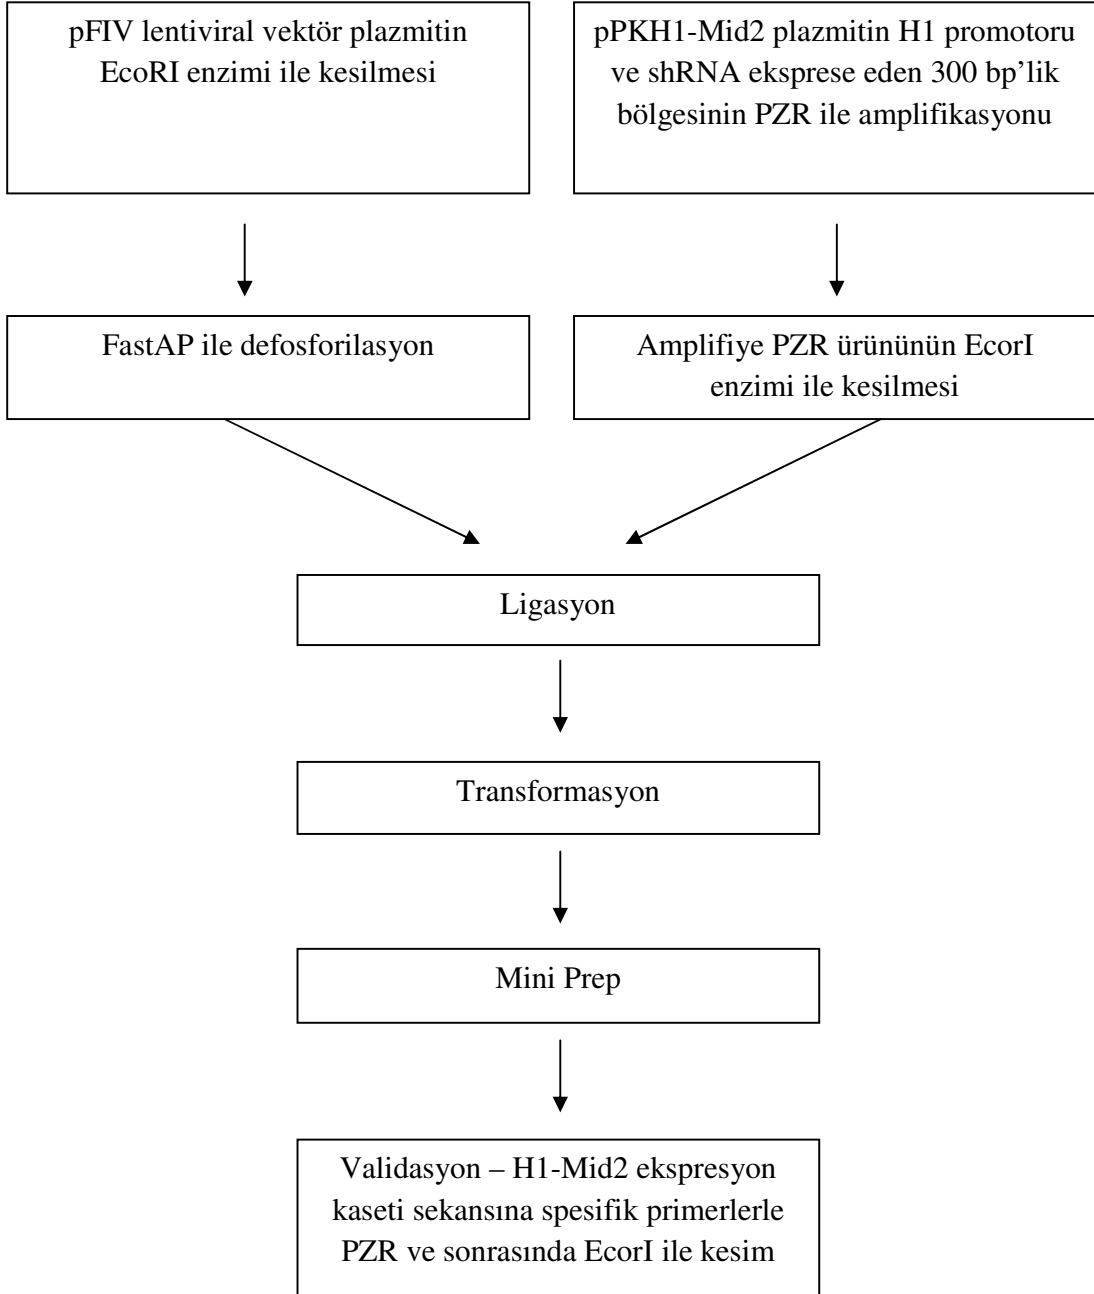 pFIV lentiviral vektör plazmitin
EcoRI enzimi ile kesilmesi
pPKH1-Mid2 plazmitin H1 promotoru
ve shRNA eksprese eden 300 bp’lik
bölgesinin PZR ile amplifikasyonu
FastAP ile defosforilasyon
Amplifiye PZR ürününün EcorI
enzimi ile kesilmesi
Ligasyon
Transformasyon
Mini Prep
Validasyon – H1-Mid2 ekspresyon
kaseti sekansına spesifik primerlerle
PZR ve sonrasında EcorI ile kesim